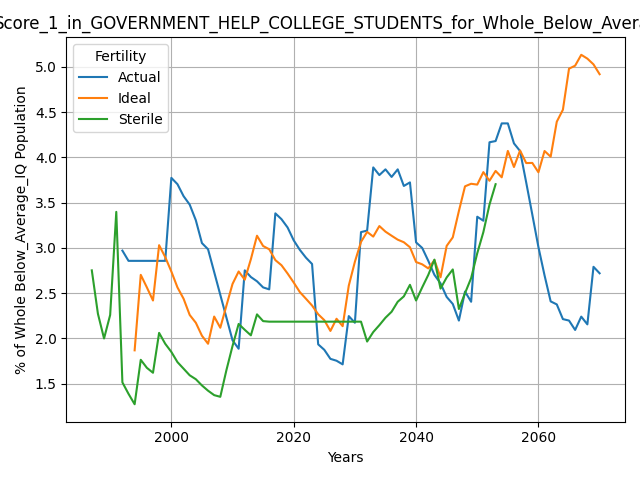 Score_1_in_GOVERNMENT_HELP_COLLEGE_STUDENTS_for_Whole_Below_Avera
Fertility
Actual
Ideal
Sterile
% of Whole Below_Average_IQ Population
5.0
4.5
4.0
3.5
3.0
2.5
2.0
1.5
2000 2020 2040 2060
Years